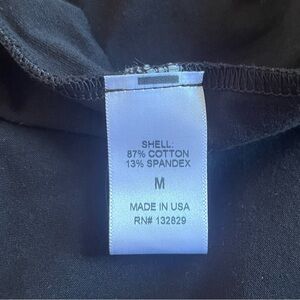 SHELL:
87% COTTON
13% SPANDEX
M
MADE IN USA
RN# 132829